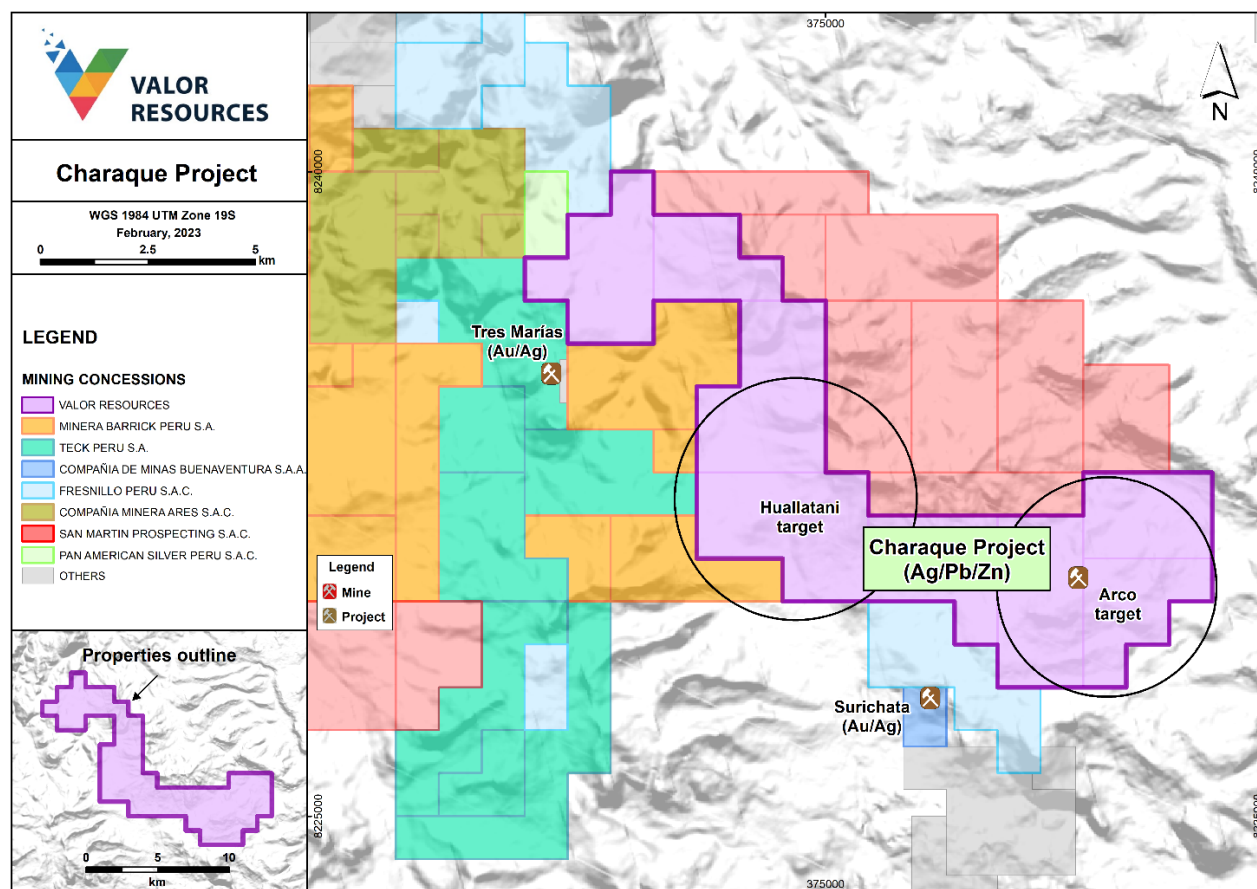 VALOR
RESOURCES
Charaque Project
WGS 1984 UTM Zone 19S
February, 2023
0 2.5 5
km
LEGEND
MINING CONCESSIONS
VALOR RESOURCES
MINERA BARRICK PERU S.A.
TECK PERU S.A.
COMPAÑIA DE MINAS BUENAVENTURA S.A.A.
FRESNILLO PERU S.A.C.
COMPAÑIA MINERA ARES S.A.C.
SAN MARTIN PROSPECTING S.A.C.
PAN AMERICAN SILVER PERU S.A.C.
OTHERS
Properties outline
0 5 10
km
375000
N
8240000
8240000
Tres Marías
(Au/Ag)
Huallatani
target
Charaque Project
(Ag/Pb/Zn)
Arco
target
Legend
Mine
Project
Surichata
(Au/Ag)
8225000
8225000
375000